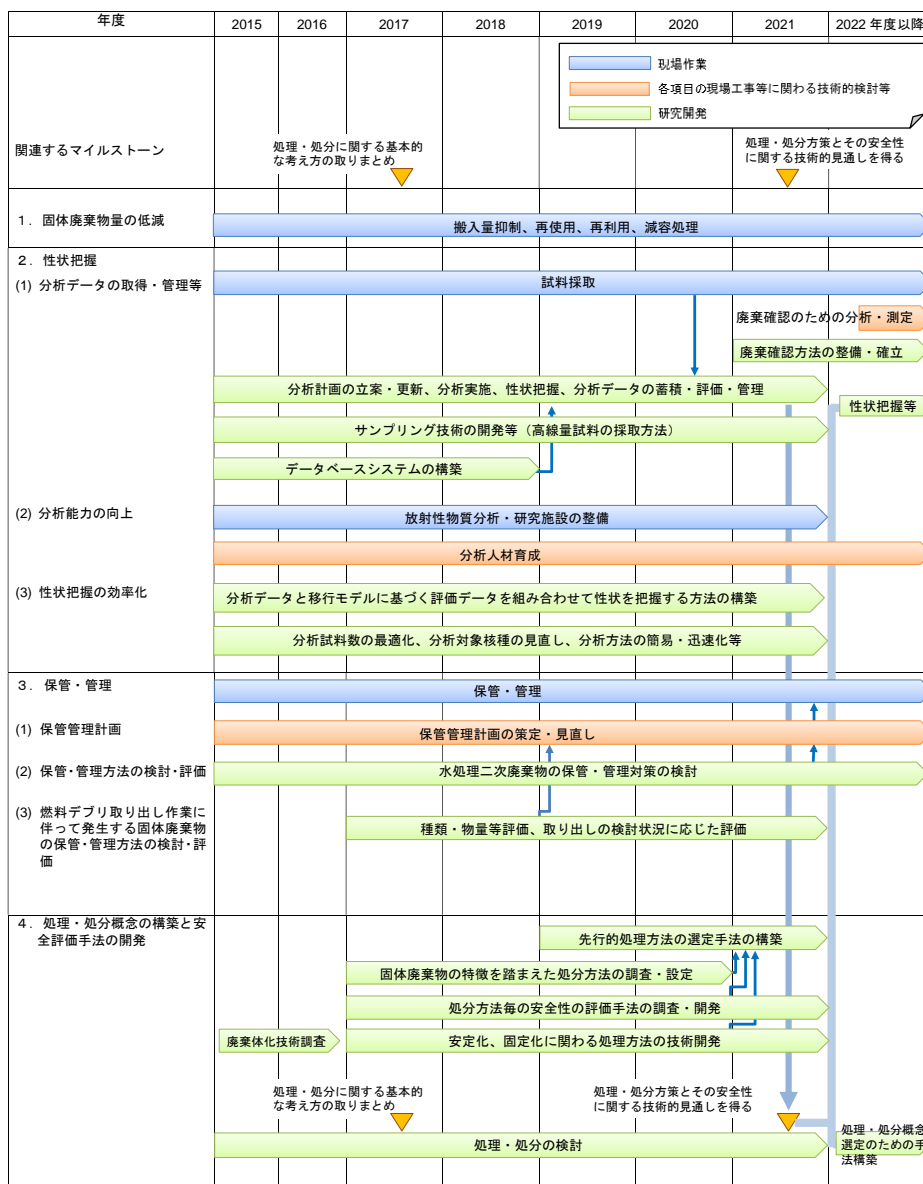 年度
2015
2016
2017
2018
2019
2020
2021
2022 年度以降
現場作業
各項目の現場工事等に関わる技術的検討等
研究開発
関連するマイルストーン
処理・処分に関する基本的
な考え方の取りまとめ
処理・処分方策とその安全性
に関する技術的見通しを得る
１．固体廃棄物量の低減
搬入量抑制、再使用、再利用、減容処理
２．性状把握
(1) 分析データの取得・管理等
試料採取
廃棄確認のための分析・測定
廃棄確認方法の整備・確立
分析計画の立案・更新、分析実施、性状把握、分析データの蓄積・評価・管理
性状把握等
サンプリング技術の開発等（高線量試料の採取方法）
データベースシステムの構築
(2) 分析能力の向上
放射性物質分析・研究施設の整備
分析人材育成
(3) 性状把握の効率化
分析データと移行モデルに基づく評価データを組み合わせて性状を把握する方法の構築
分析試料数の最適化、分析対象核種の見直し、分析方法の簡易・迅速化等
３．保管・管理
保管・管理
(1) 保管管理計画
保管管理計画の策定・見直し
(2) 保管・管理方法の検討・評価
水処理二次廃棄物の保管・管理対策の検討
(3) 燃料デブリ取り出し作業に
伴って発生する固体廃棄物
の保管・管理方法の検討・評
価
種類・物量等評価、取り出しの検討状況に応じた評価
４．処理・処分概念の構築と安
全評価手法の開発
先行的処理方法の選定手法の構築
固体廃棄物の特徴を踏まえた処分方法の調査・設定
処分方法毎の安全性の評価手法の調査・開発
廃棄体化技術調査
安定化、固定化に関わる処理方法の技術開発
処理・処分に関する基本的
な考え方の取りまとめ
処理・処分方策とその安全性
に関する技術的見通しを得る
処理・処分の検討
処理・処分概念
選定のための手
法構築